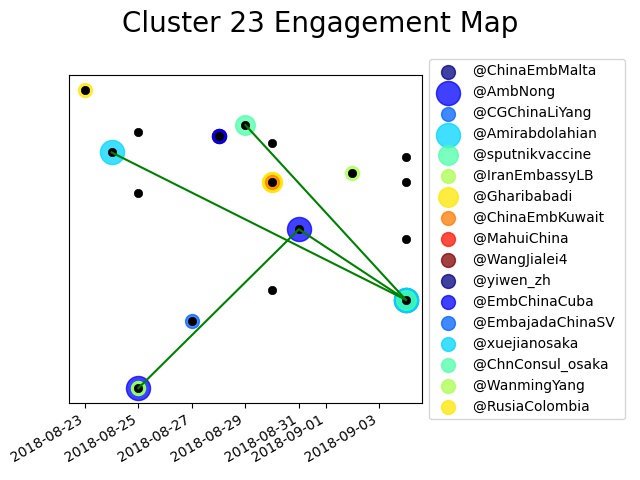 Cluster 23 Engagement Map
@ChinaEmbMalta
@AmbNong
@CGChinaLiYang
@Amirabdolahian
@sputnikvaccine
@IranEmbassyLB
@Gharibabadi
@ChinaEmbKuwait
@MahuiChina
@WangJialei4
@yiwen_zh
@EmbChinaCuba
@EmbajadaChinaSV
@xuejianosaka
@ChnConsul_osaka
@WanmingYang
@RusiaColombia
2018-08-23
2018-08-25
2018-08-27
2018-08-29
2018-08-31
2018-09-01
2018-09-03